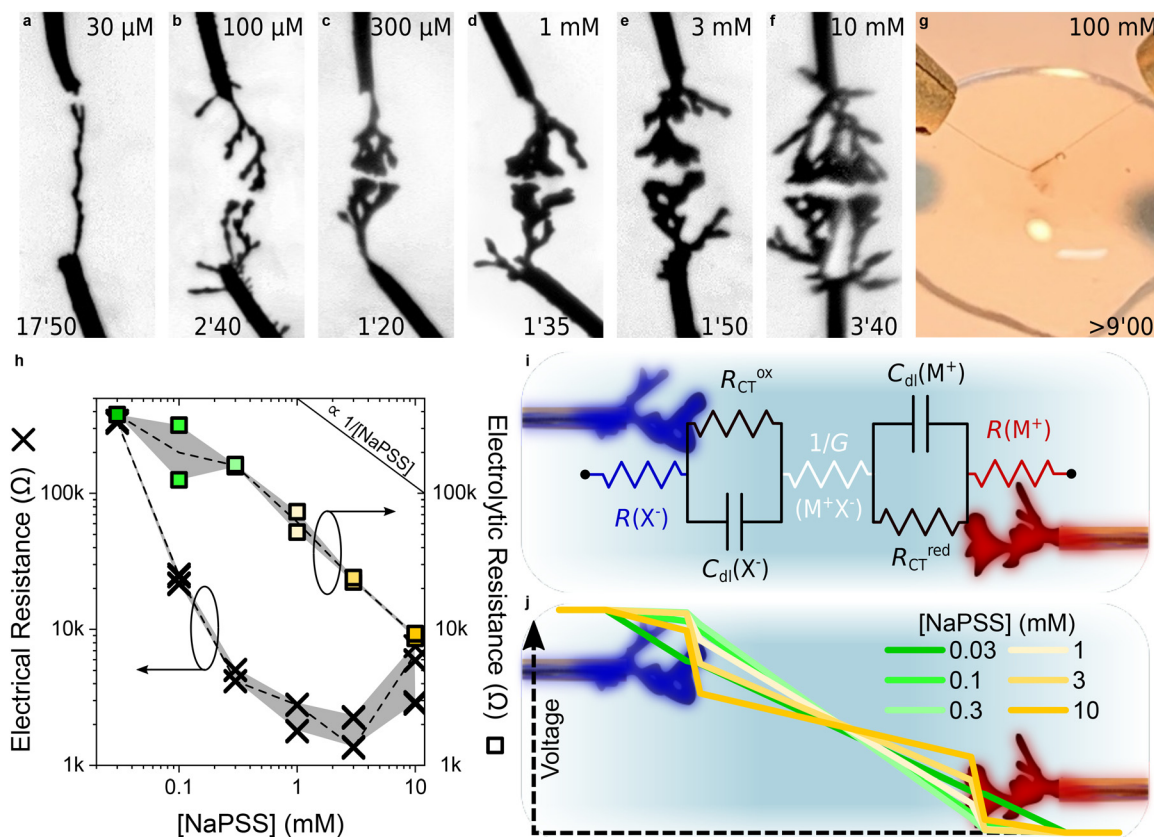 a 30 µM
17'50
b 100 µM
2'40
c 300 µM
1'20
d 1 mM
1'35
e 3 mM
1'50
f 10 mM
3'40
g 100 mM
>9'00
h
Electrical Resistance (Ω)
100k
10k
1k
0.1
1
10
[NaPSS] (mM)
∝ 1/[NaPSS]
100k
10k
1k
Electrolytic Resistance (Ω)
i
R(X⁻)
R_CT^ox
C_dl(X⁻)
1/G
(M⁺X⁻)
C_dl(M⁺)
R_CT^red
R(M⁺)
j
Voltage
[NaPSS] (mM)
0.03 1
0.1 3
0.3 10